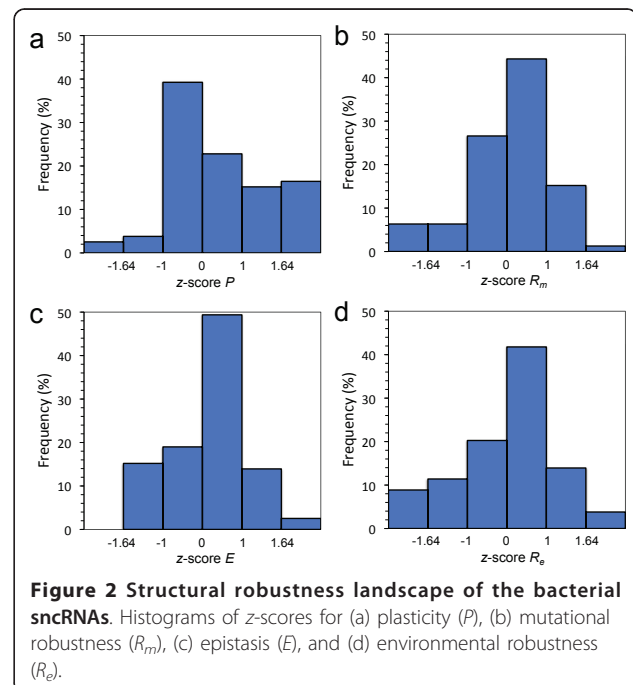 a
50
40
30
20
10
0
Frequency (%)
-1.64 -1 0 1 1.64
z-score P
b
50
40
30
20
10
0
Frequency (%)
-1.64 -1 0 1 1.64
z-score Rm
c
50
40
30
20
10
0
Frequency (%)
-1.64 -1 0 1 1.64
z-score E
d
50
40
30
20
10
0
Frequency (%)
-1.64 -1 0 1 1.64
z-score Re
Figure 2 Structural robustness landscape of the bacterial
sncRNAs. Histograms of z-scores for (a) plasticity (P), (b) mutational
robustness (Rm), (c) epistasis (E), and (d) environmental robustness
(Re).